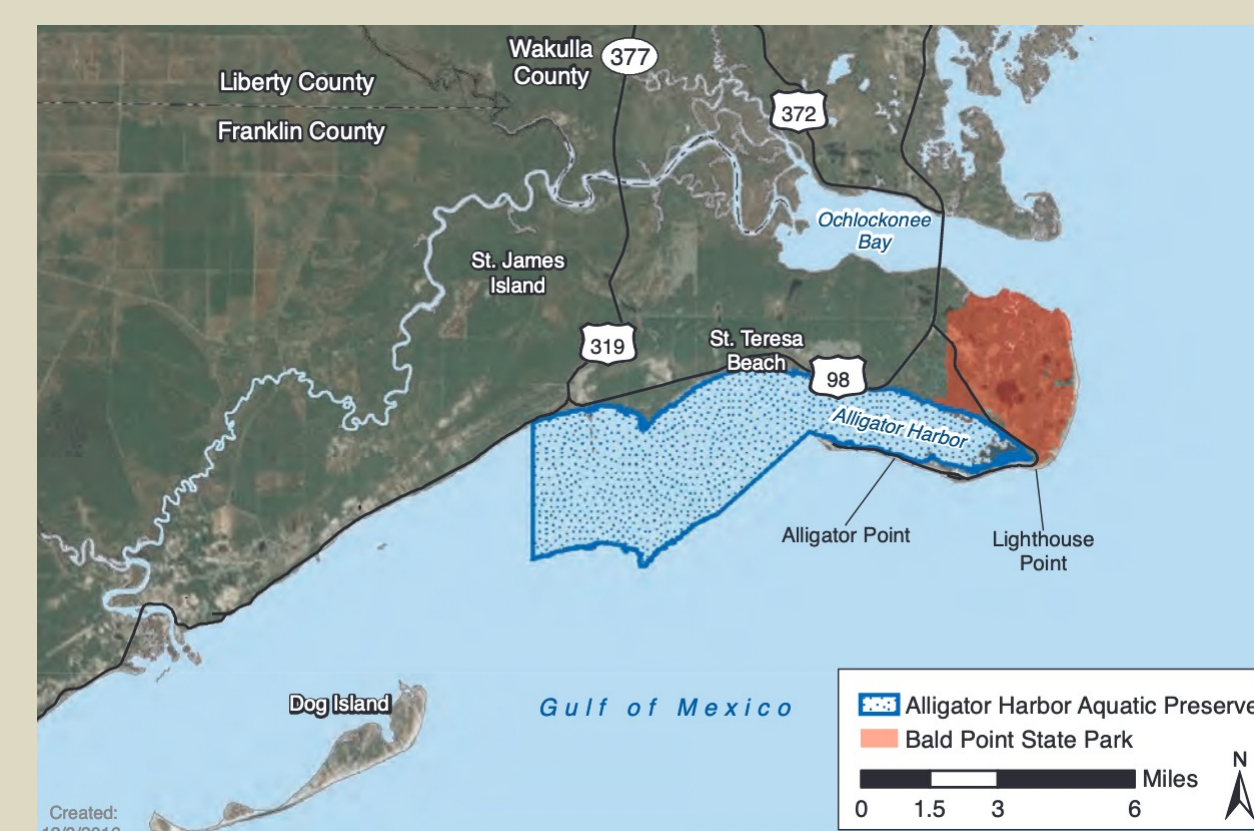 Wakulla
County
377
Liberty County
Franklin County
372
Ochlockonee
Bay
St. James
Island
319
St. Teresa
Beach
98
Alligator Harbor
Alligator Point
Lighthouse
Point
Dog Island
Gulf of Mexico
Alligator Harbor Aquatic Preserve
Bald Point State Park
N
Miles
0 1.5 3 6
Created: